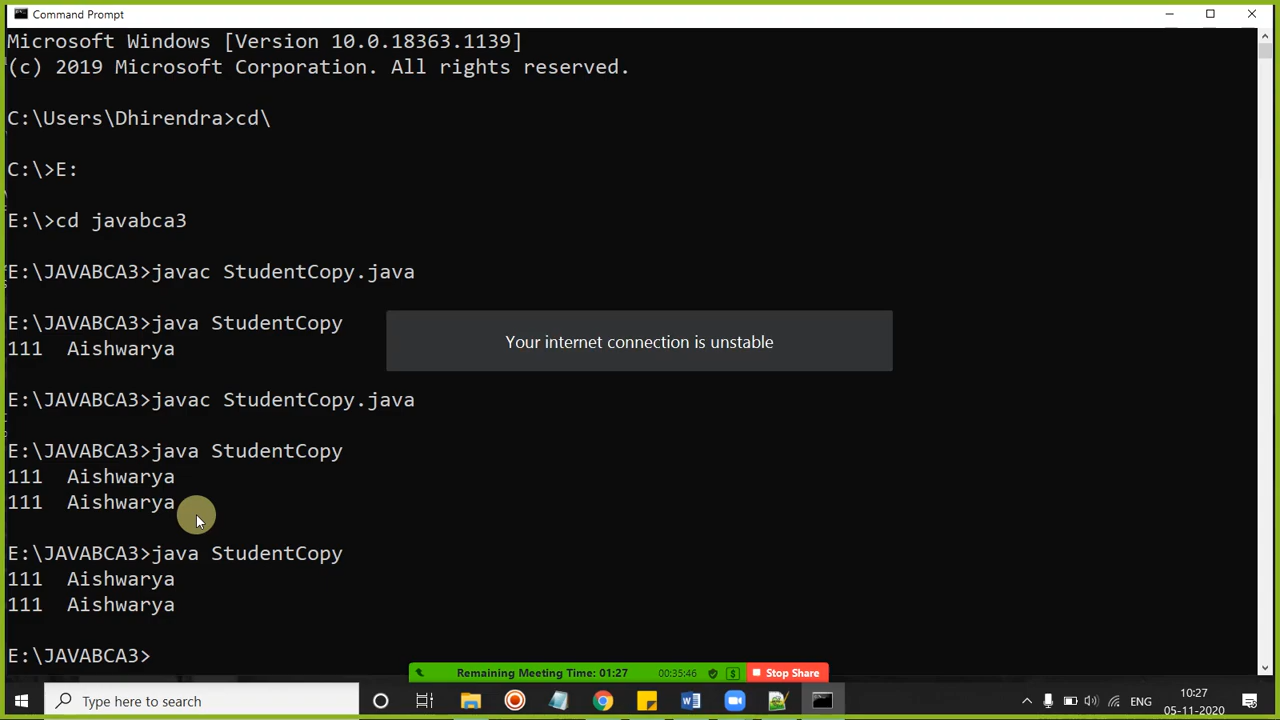 Command Prompt
Microsoft Windows [Version 10.0.18363.1139]
(c) 2019 Microsoft Corporation. All rights reserved.
C:\Users\Dhirendra>cd\
C:\>E:
E:\>cd javabca3
E:\JAVABCA3>javac StudentCopy.java
E:\JAVABCA3>java StudentCopy
111  Aishwarya
Your internet connection is unstable
E:\JAVABCA3>javac StudentCopy.java
E:\JAVABCA3>java StudentCopy
111  Aishwarya
111  Aishwarya
E:\JAVABCA3>java StudentCopy
111  Aishwarya
111  Aishwarya
E:\JAVABCA3>
Remaining Meeting Time: 01:27 00:35:46 $ Stop Share
Type here to search
ENG
10:27
05-11-2020